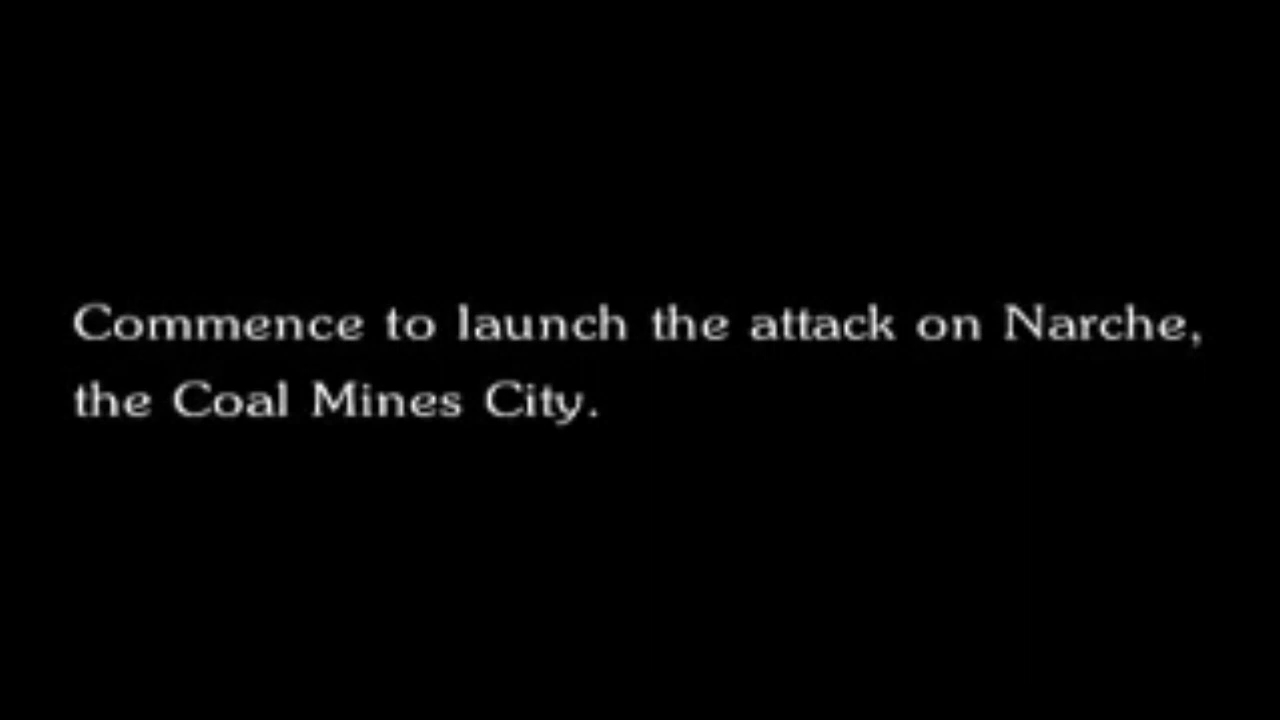 Commence to launch the attack on Narche,
the Coal Mines City.